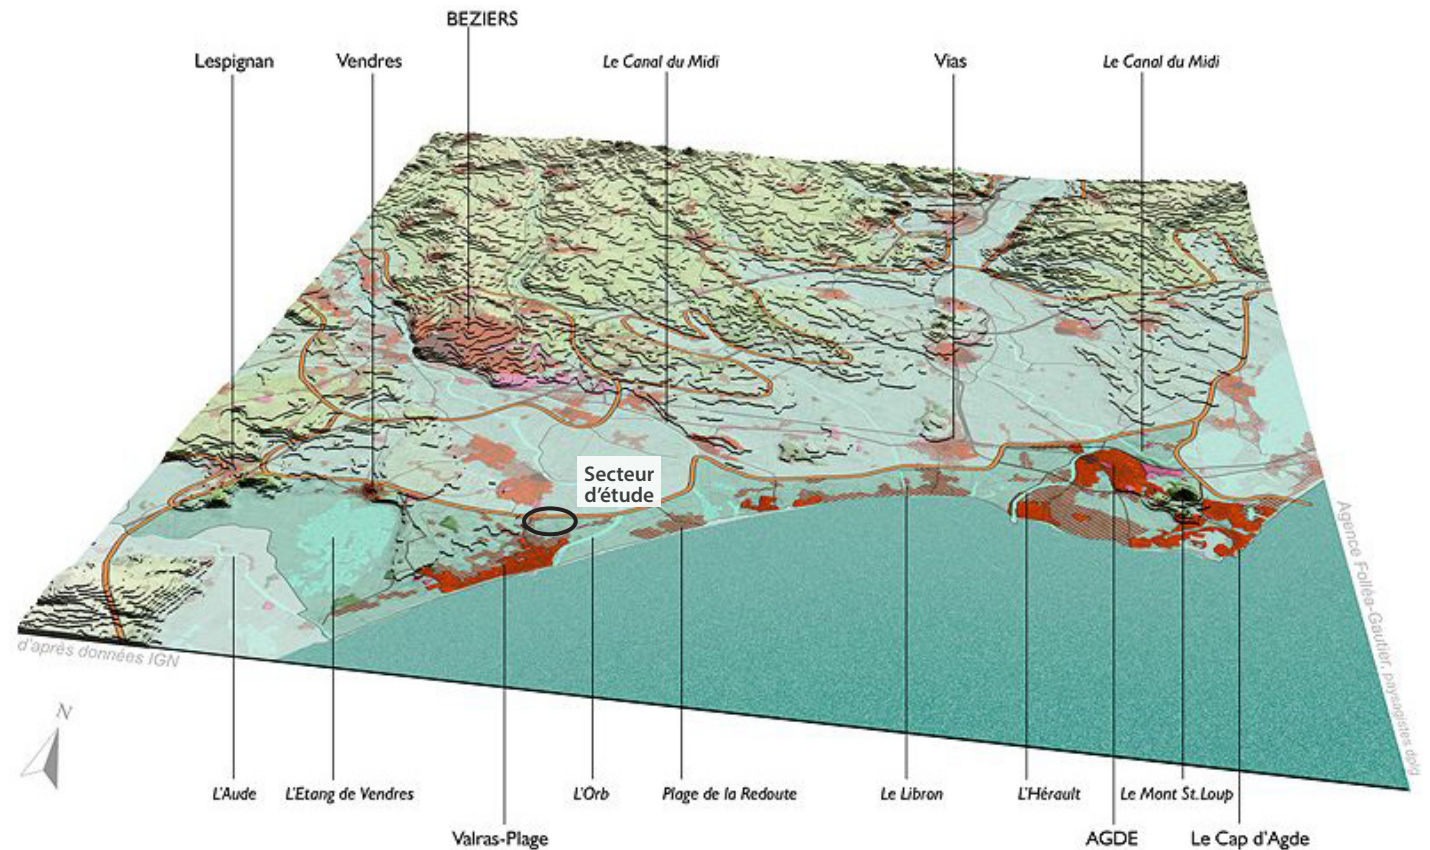 BEZIERS
Lespignan
Vendres
Le Canal du Midi
Vias
Le Canal du Midi
Secteur
d'étude
d'après données IGN
Agence Folléa-Gautier, paysagistes dplg
N
L'Aude
L'Etang de Vendres
L'Orb
Plage de la Redoute
Le Libron
L'Hérault
Le Mont St.Loup
Valras-Plage
AGDE
Le Cap d'Agde